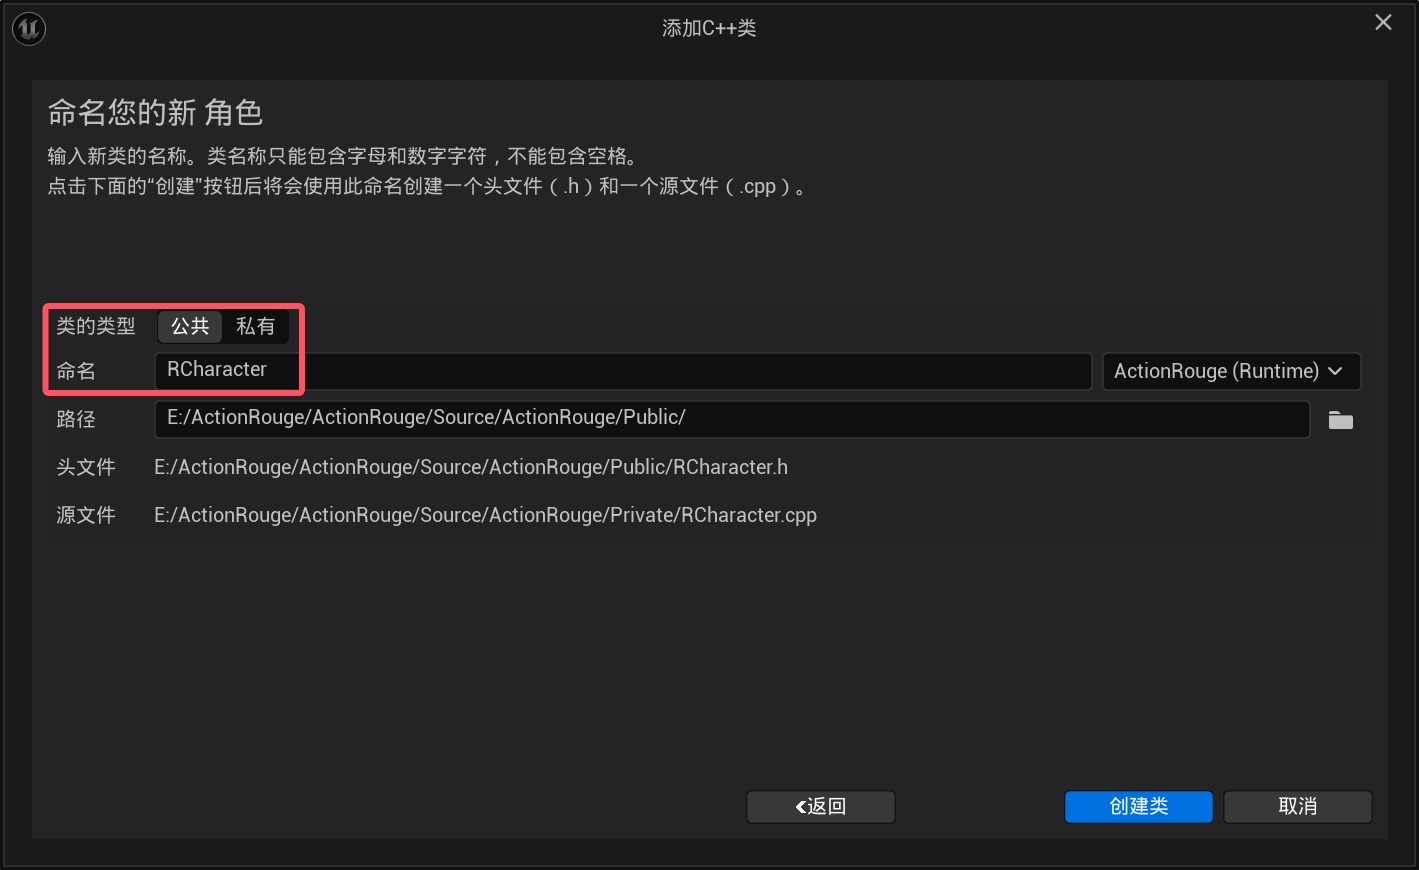 添加C++类
命名您的新 角色
输入新类的名称。类名称只能包含字母和数字字符，不能包含空格。
点击下面的“创建”按钮后将会使用此命名创建一个头文件（.h）和一个源文件（.cpp）。
类的类型 公共 私有
命名 RCharacter ActionRouge (Runtime)
路径 E:/ActionRouge/ActionRouge/Source/ActionRouge/Public/
头文件 E:/ActionRouge/ActionRouge/Source/ActionRouge/Public/RCharacter.h
源文件 E:/ActionRouge/ActionRouge/Source/ActionRouge/Private/RCharacter.cpp
返回 创建类 取消